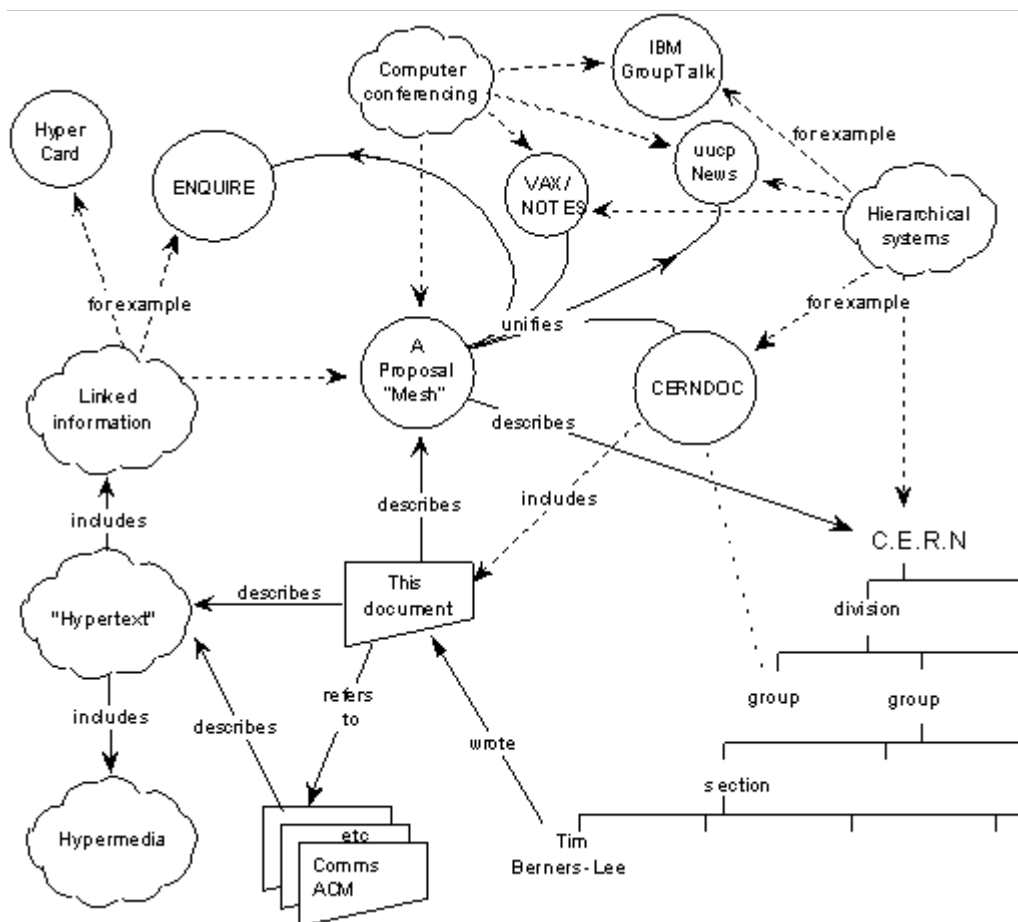 IBM
GroupTalk
Computer
conferencing
Hyper
Card
for example
uucp
News
ENQUIRE
VAX/
NOTES
Hierarchical
systems
for example
for example
unifies
A
Proposal
"Mesh"
CERNDOC
Linked
information
describes
includes
describes
includes
C.E.R.N
This
document
describes
division
"Hypertext"
refers
to
group
group
includes
describes
wrote
section
Hypermedia
etc
Tim
Berners-Lee
Comms
ACM